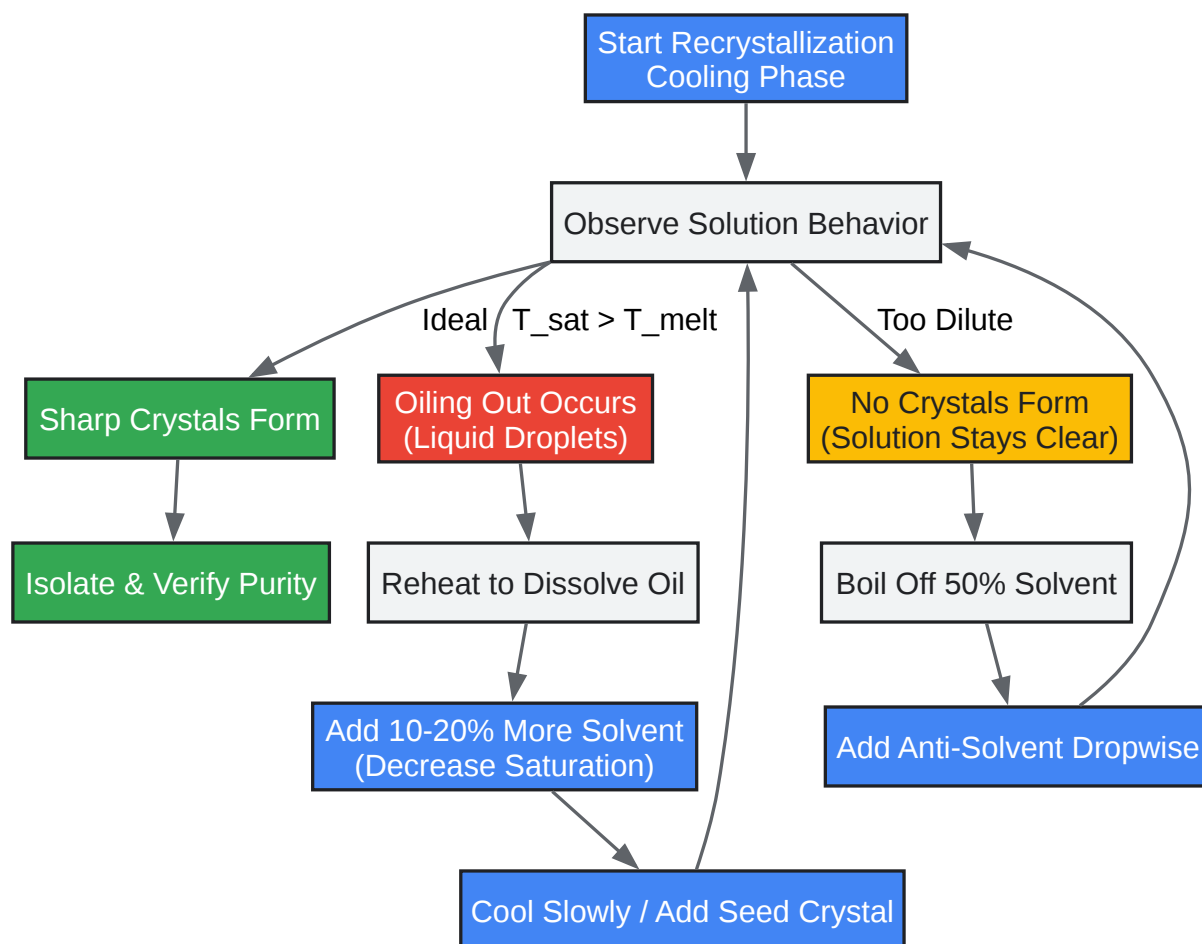 Start Recrystallization
Cooling Phase
Observe Solution Behavior
Ideal
T_sat > T_melt
Too Dilute
Sharp Crystals Form
Oiling Out Occurs
(Liquid Droplets)
No Crystals Form
(Solution Stays Clear)
Isolate & Verify Purity
Reheat to Dissolve Oil
Boil Off 50% Solvent
Add 10-20% More Solvent
(Decrease Saturation)
Add Anti-Solvent Dropwise
Cool Slowly / Add Seed Crystal